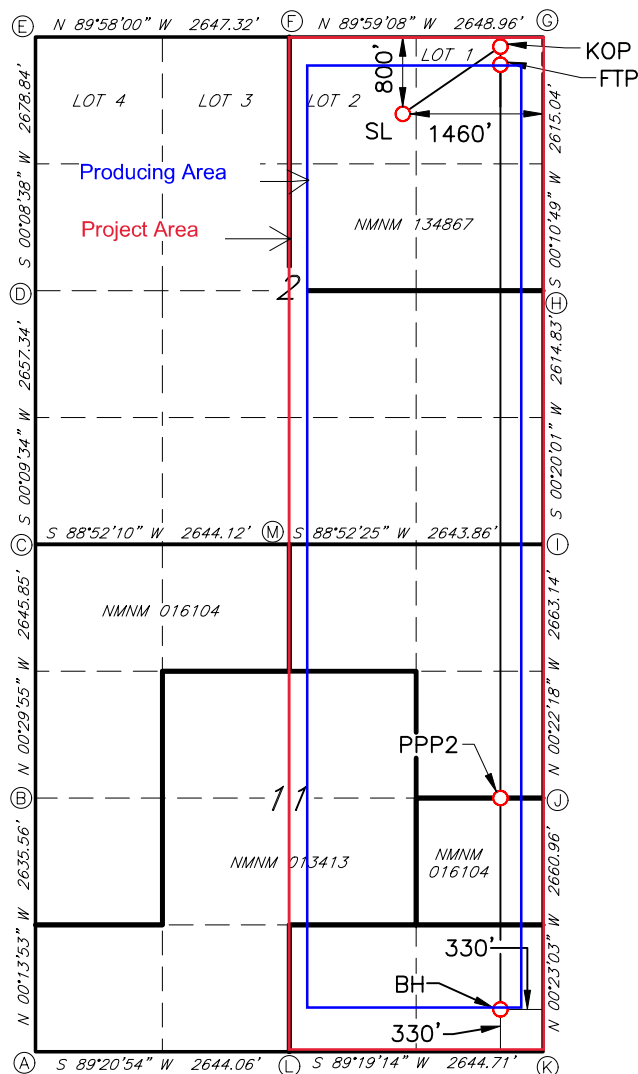 E N 89°58'00" W 2647.32' F N 89°59'08" W 2648.96' G
KOP
FTP
LOT 1
800'
LOT 4 LOT 3 LOT 2
SL 1460'
S 00°08'38" W 2678.84'
2615.04'
S 00°10'49" W
Producing Area
Project Area
NMNM 134867
D 2 H
S 00°09'34" W 2657.34'
S 00°20'01" W 2614.83'
S 88°52'10" W 2644.12' M S 88°52'25" W 2643.86'
C I
NMNM 016104
N 00°29'55" W 2645.85'
N 00°22'18" W 2663.14'
PPP2
B 11 J
NMNM 013413
NMNM
016104
N 00°13'53" W 2635.56'
N 00°23'03" W 2660.96'
330'
BH
330'
A S 89°20'54" W 2644.06' L S 89°19'14" W 2644.71' K